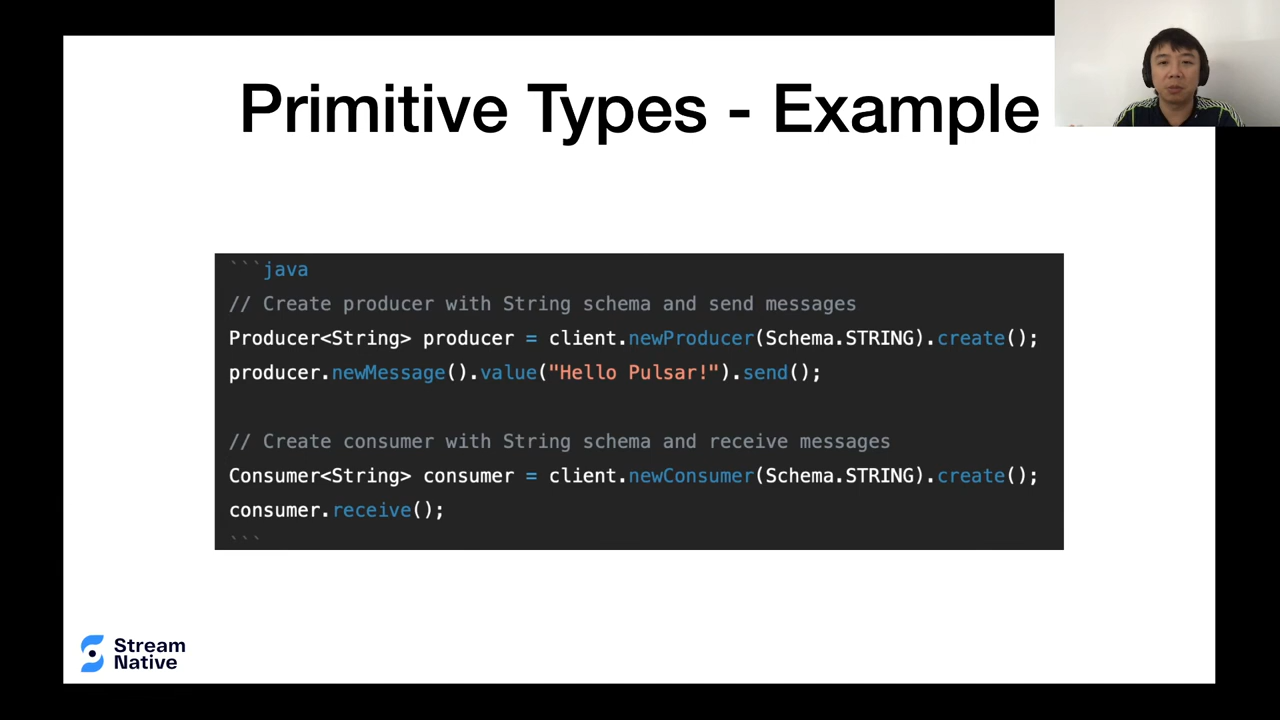 Primitive Types - Example
```java
// Create producer with String schema and send messages
Producer<String> producer = client.newProducer(Schema.STRING).create();
producer.newMessage().value("Hello Pulsar!").send();
// Create consumer with String schema and receive messages
Consumer<String> consumer = client.newConsumer(Schema.STRING).create();
consumer.receive();
```
Stream
Native